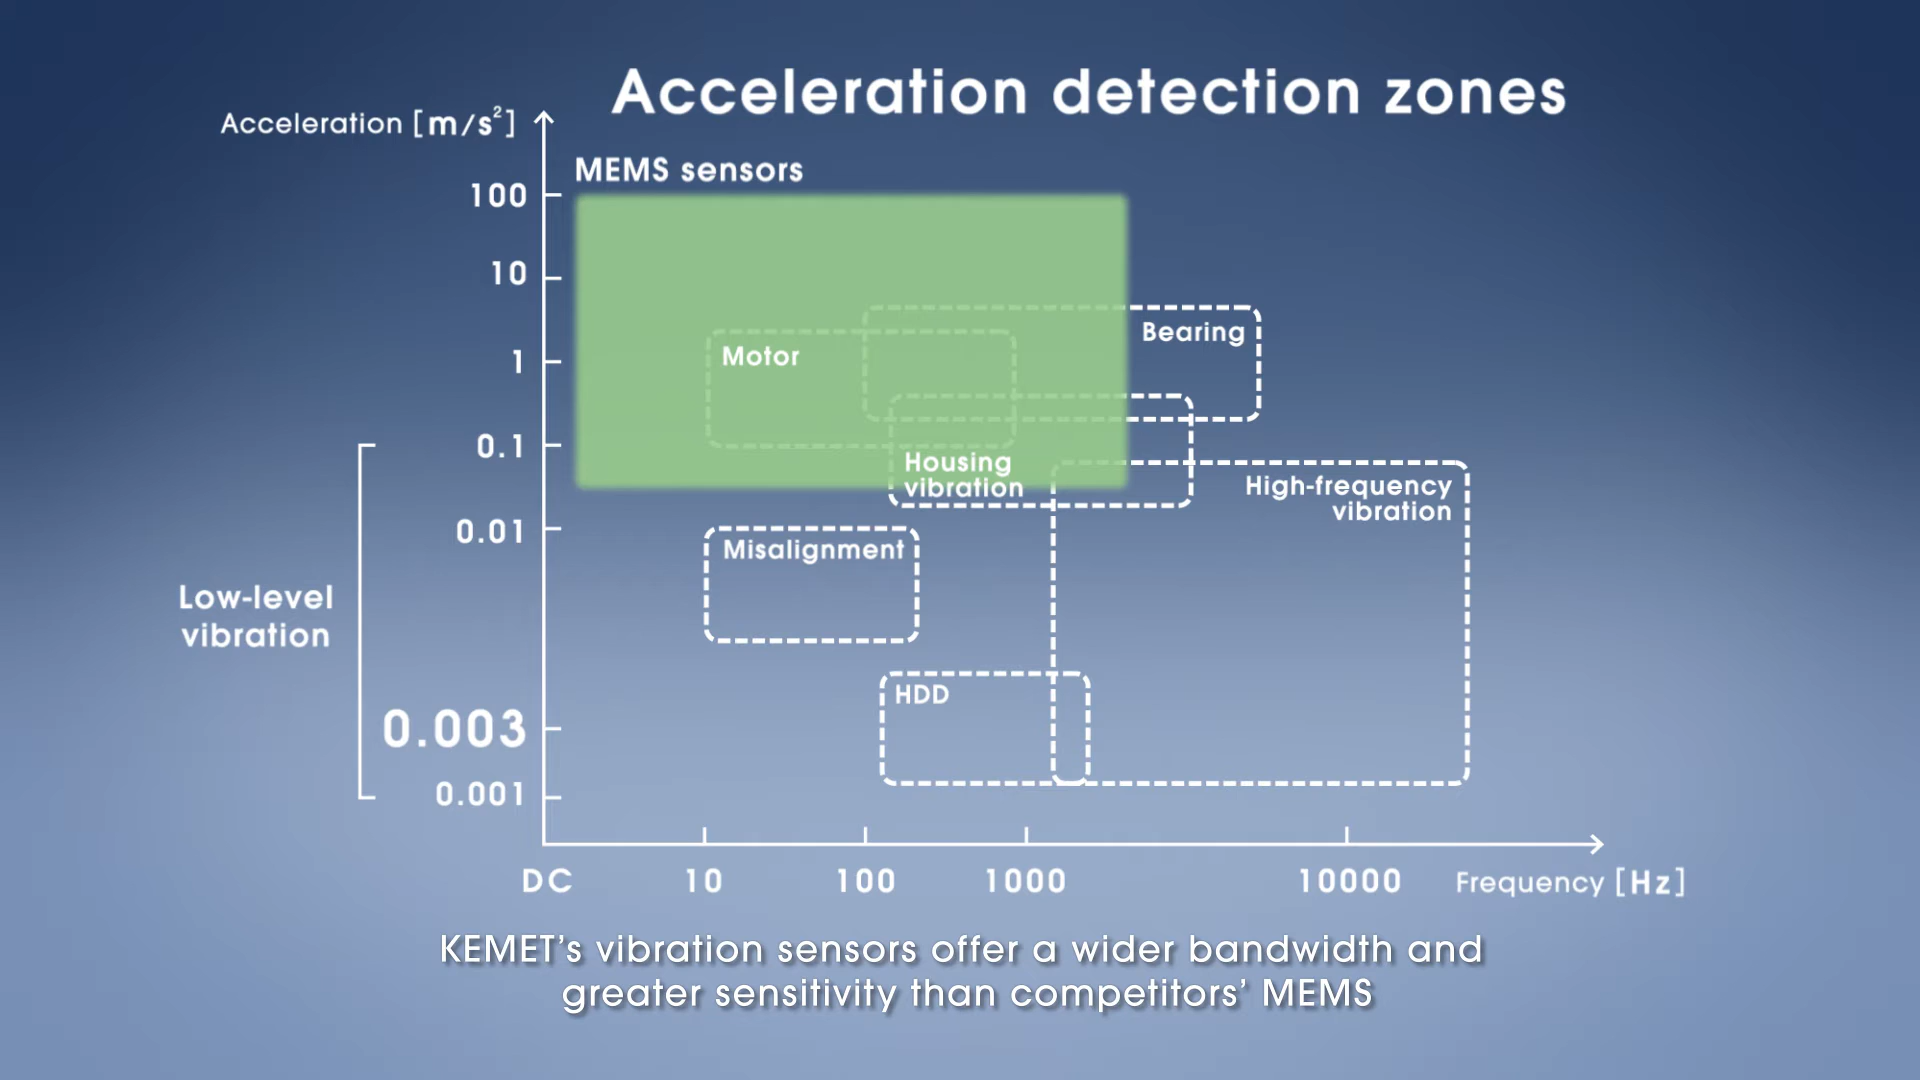 Acceleration detection zones
Acceleration [m/s²]
MEMS sensors
100
10
1
0.1
0.01
0.003
0.001
Low-level
vibration
Motor
Bearing
Housing
vibration
High-frequency
vibration
Misalignment
HDD
DC 10 100 1000 10000 Frequency [Hz]
KEMET’s vibration sensors offer a wider bandwidth and
greater sensitivity than competitors’ MEMS